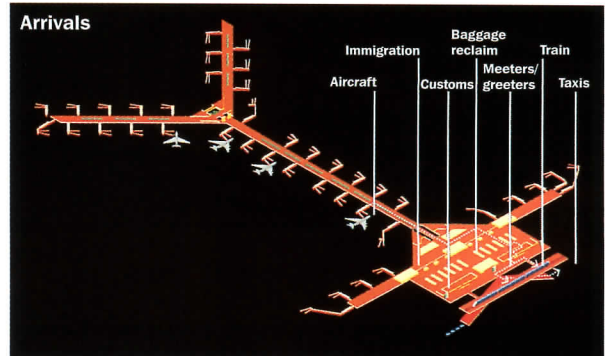 Arrivals
Baggage
Immigration reclaim Train
Meeters/
Aircraft Customs greeters Taxis